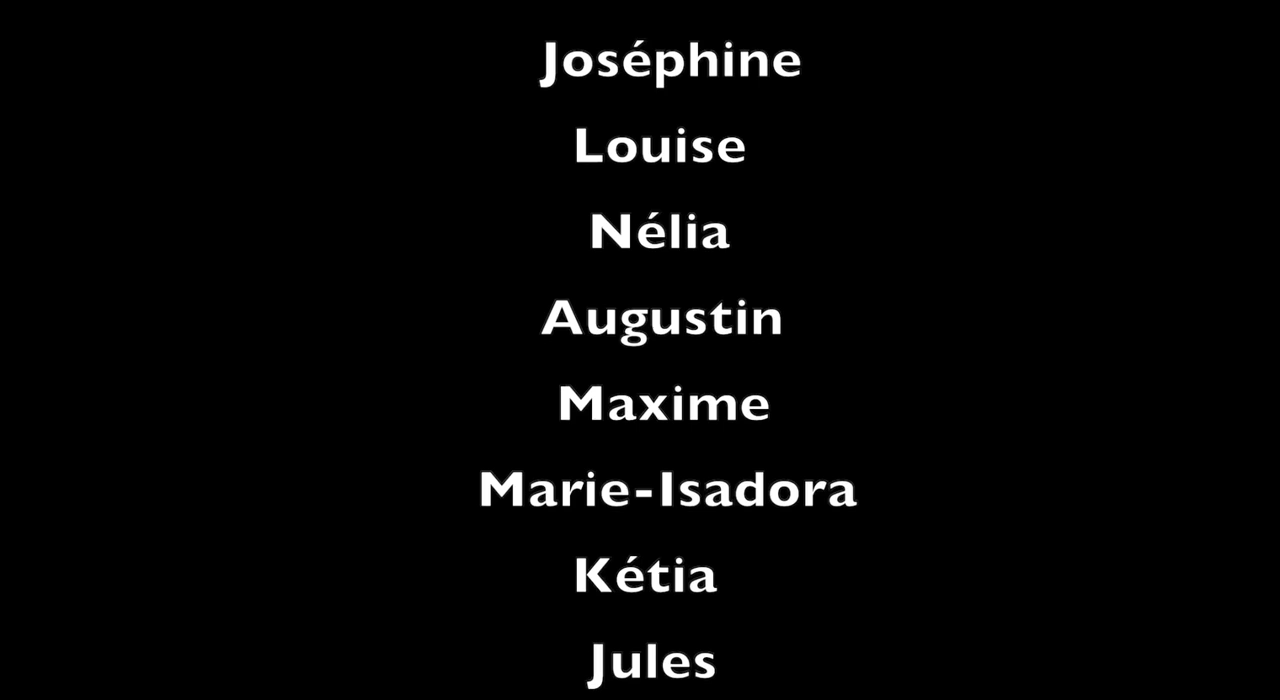 Joséphine
Louise
Nélia
Augustin
Maxime
Marie-Isadora
Kétia
Jules